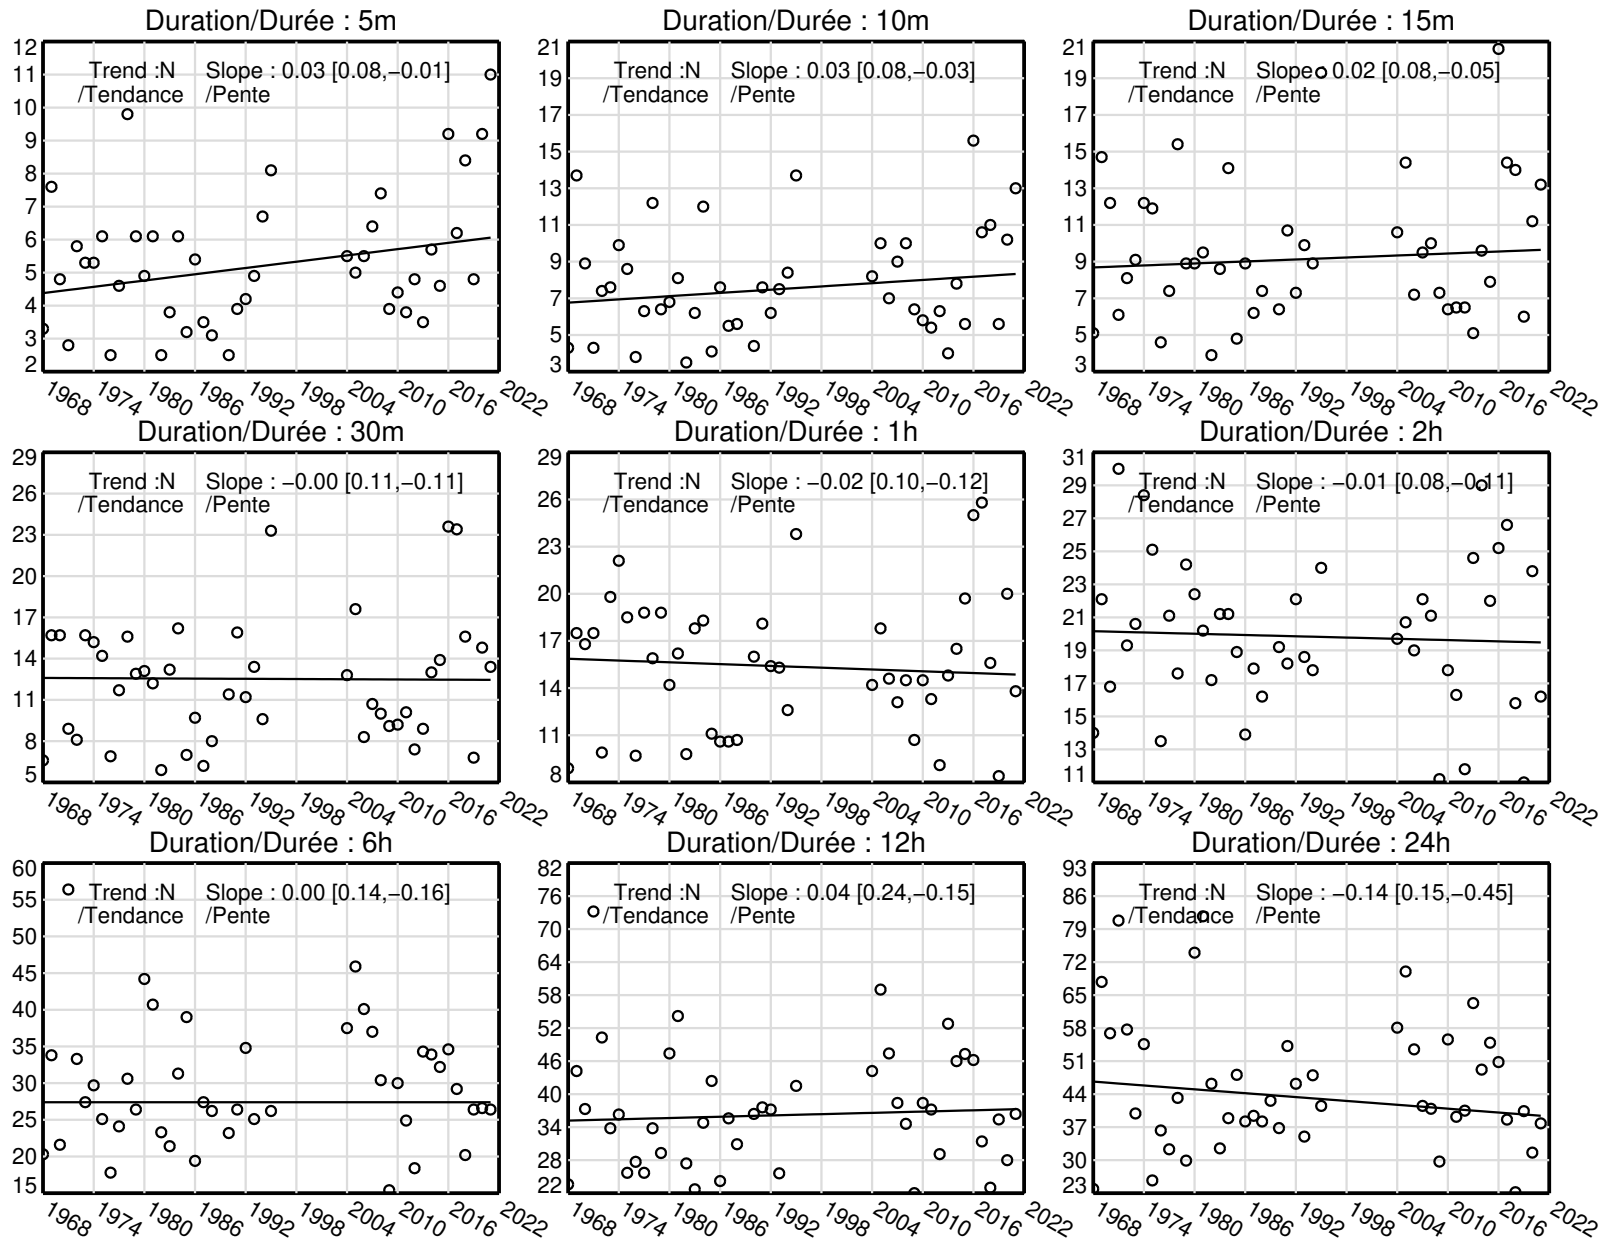 Duration/Durée : 5m
Trend :N Slope : 0.03 [0.08,−0.01]
/Tendance /Pente
12
11
10
9
8
7
6
5
4
3
2
1968 1974 1980 1986 1992 1998 2004 2010 2016 2022
Duration/Durée : 10m
Trend :N Slope : 0.03 [0.08,−0.03]
/Tendance /Pente
21
19
17
15
13
11
9
7
5
3
1968 1974 1980 1986 1992 1998 2004 2010 2016 2022
Duration/Durée : 15m
Trend :N Slope : 0.02 [0.08,−0.05]
/Tendance /Pente
21
19
17
15
13
11
9
7
5
3
1968 1974 1980 1986 1992 1998 2004 2010 2016 2022
Duration/Durée : 30m
Trend :N Slope : −0.00 [0.11,−0.11]
/Tendance /Pente
29
26
23
20
17
14
11
8
5
1968 1974 1980 1986 1992 1998 2004 2010 2016 2022
Duration/Durée : 1h
Trend :N Slope : −0.02 [0.10,−0.12]
/Tendance /Pente
29
26
23
20
17
14
11
8
1968 1974 1980 1986 1992 1998 2004 2010 2016 2022
Duration/Durée : 2h
Trend :N Slope : −0.01 [0.08,−0.11]
/Tendance /Pente
31
29
27
25
23
21
19
17
15
13
11
1968 1974 1980 1986 1992 1998 2004 2010 2016 2022
Duration/Durée : 6h
Trend :N Slope : 0.00 [0.14,−0.16]
/Tendance /Pente
60
55
50
45
40
35
30
25
20
15
1968 1974 1980 1986 1992 1998 2004 2010 2016 2022
Duration/Durée : 12h
Trend :N Slope : 0.04 [0.24,−0.15]
/Tendance /Pente
82
76
70
64
58
52
46
40
34
28
22
1968 1974 1980 1986 1992 1998 2004 2010 2016 2022
Duration/Durée : 24h
Trend :N Slope : −0.14 [0.15,−0.45]
/Tendance /Pente
93
86
79
72
65
58
51
44
37
30
23
1968 1974 1980 1986 1992 1998 2004 2010 2016 2022